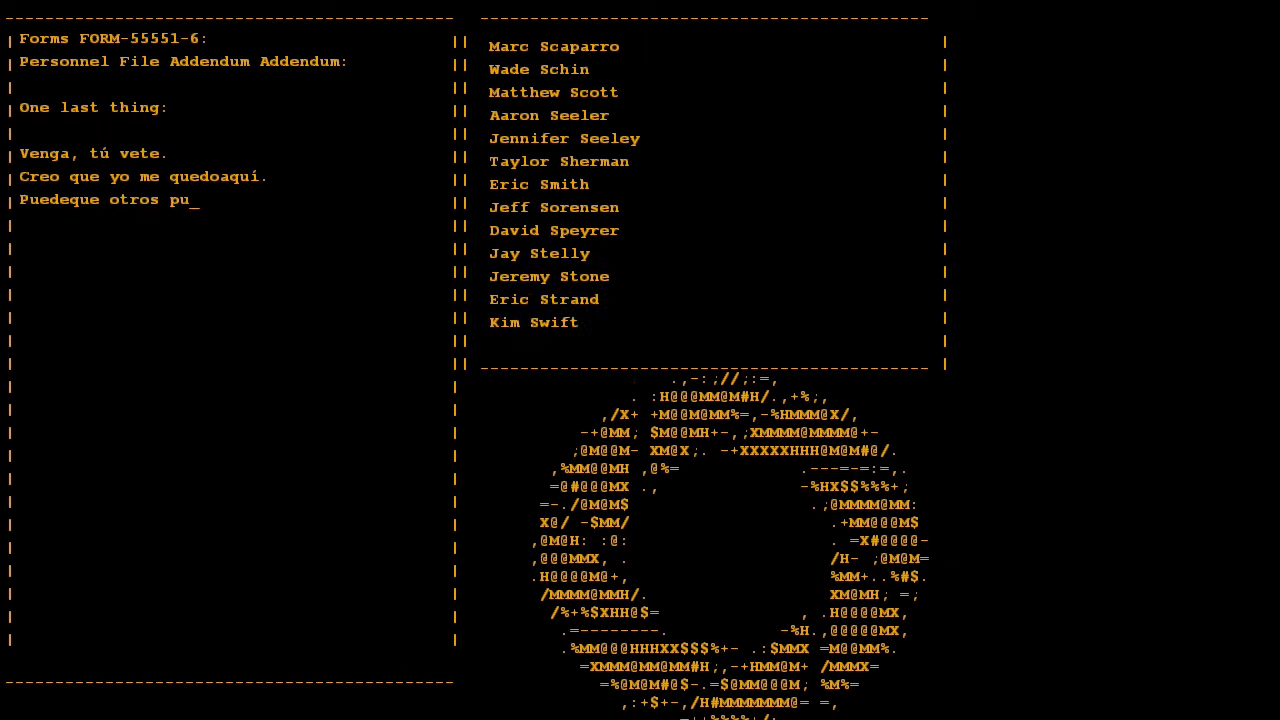 Forms FORM-55551-6:
Personnel File Addendum Addendum:
One last thing:
Venga, tú vete.
Creo que yo me quedoaquí.
Puedeque otros pu_
Marc Scaparro
Wade Schin
Matthew Scott
Aaron Seeler
Jennifer Seeley
Taylor Sherman
Eric Smith
Jeff Sorensen
David Speyrer
Jay Stelly
Jeremy Stone
Eric Strand
Kim Swift